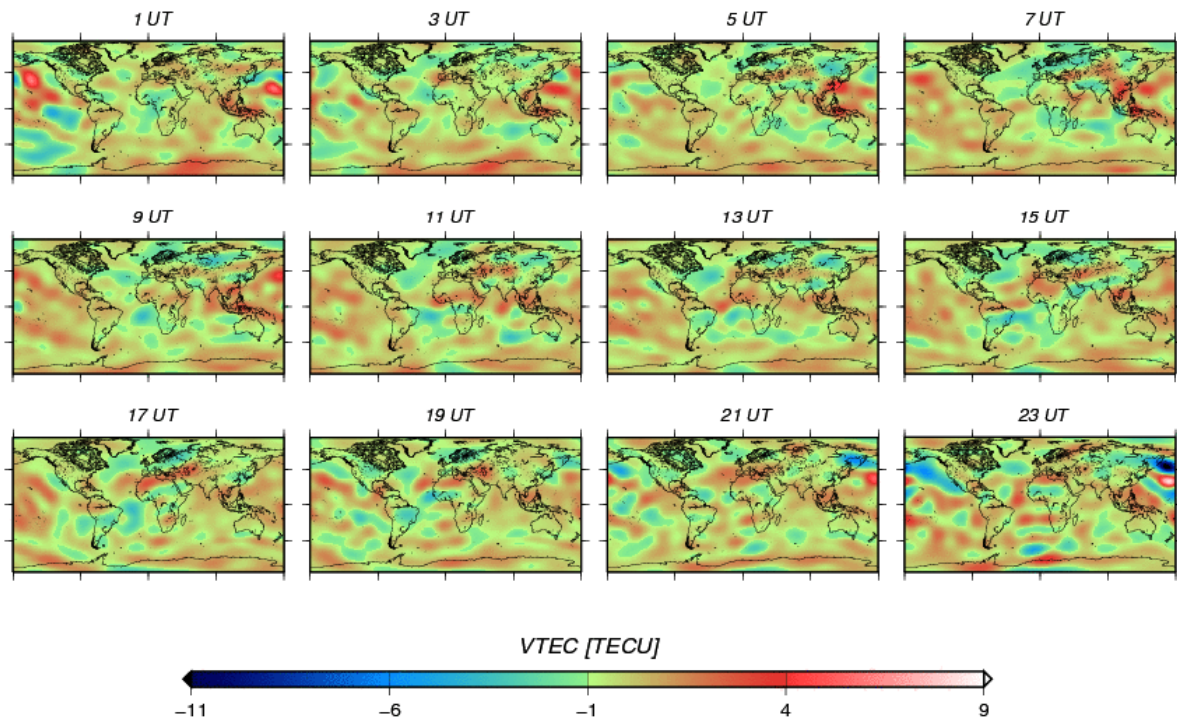 1 UT 3 UT 5 UT 7 UT
9 UT 11 UT 13 UT 15 UT
17 UT 19 UT 21 UT 23 UT
VTEC [TECU]
−11 −6 −1 4 9